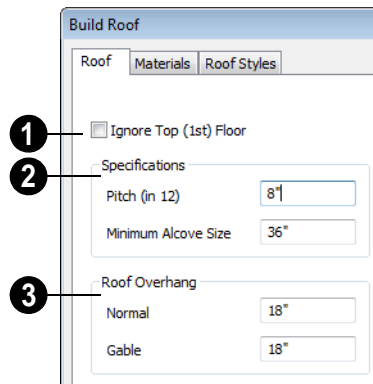 Build Roof
Roof Materials Roof Styles
1 Ignore Top (1st) Floor
2 Specifications
Pitch (in 12) 8"
Minimum Alcove Size 36"
3 Roof Overhang
Normal 18"
Gable 18"